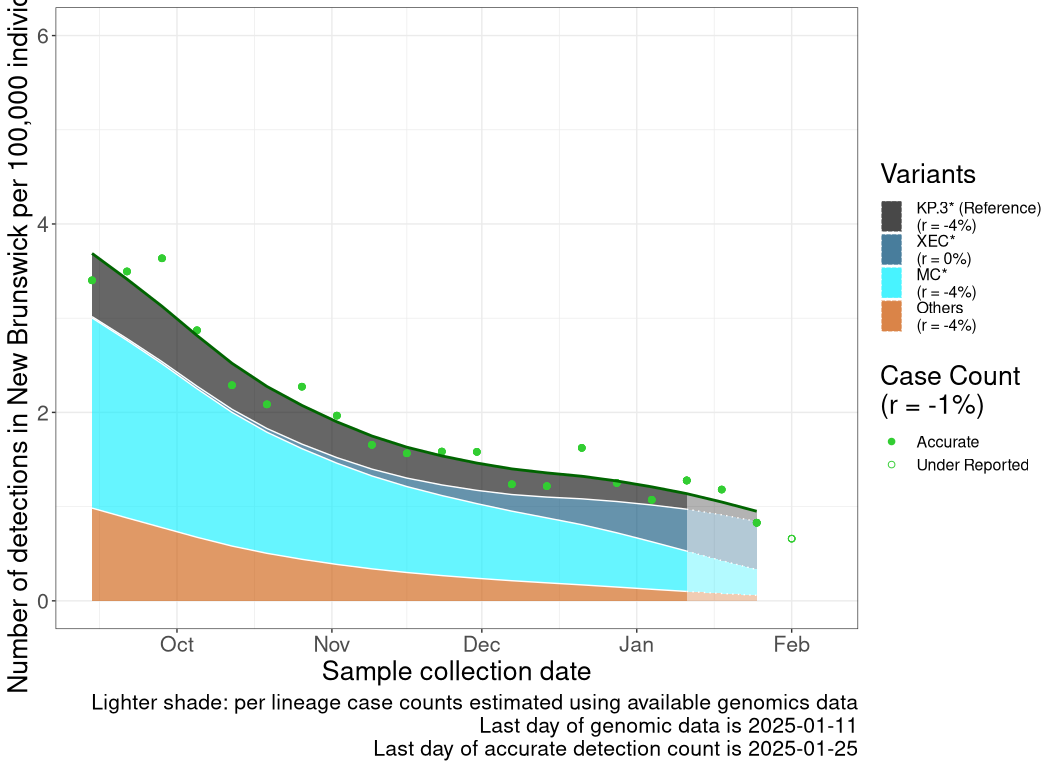 Number of detections in New Brunswick per 100,000
6
4
2
0
Oct
Nov
Dec
Jan
Feb
Sample collection date
Variants
KP.3* (Reference)
(r = -4%)
XEC*
(r = 0%)
MC*
(r = -4%)
Others
(r = -4%)
Case Count
(r = -1%)
Accurate
Under Reported
Lighter shade: per lineage case counts estimated using available genomics data
Last day of genomic data is 2025-01-11
Last day of accurate detection count is 2025-01-25